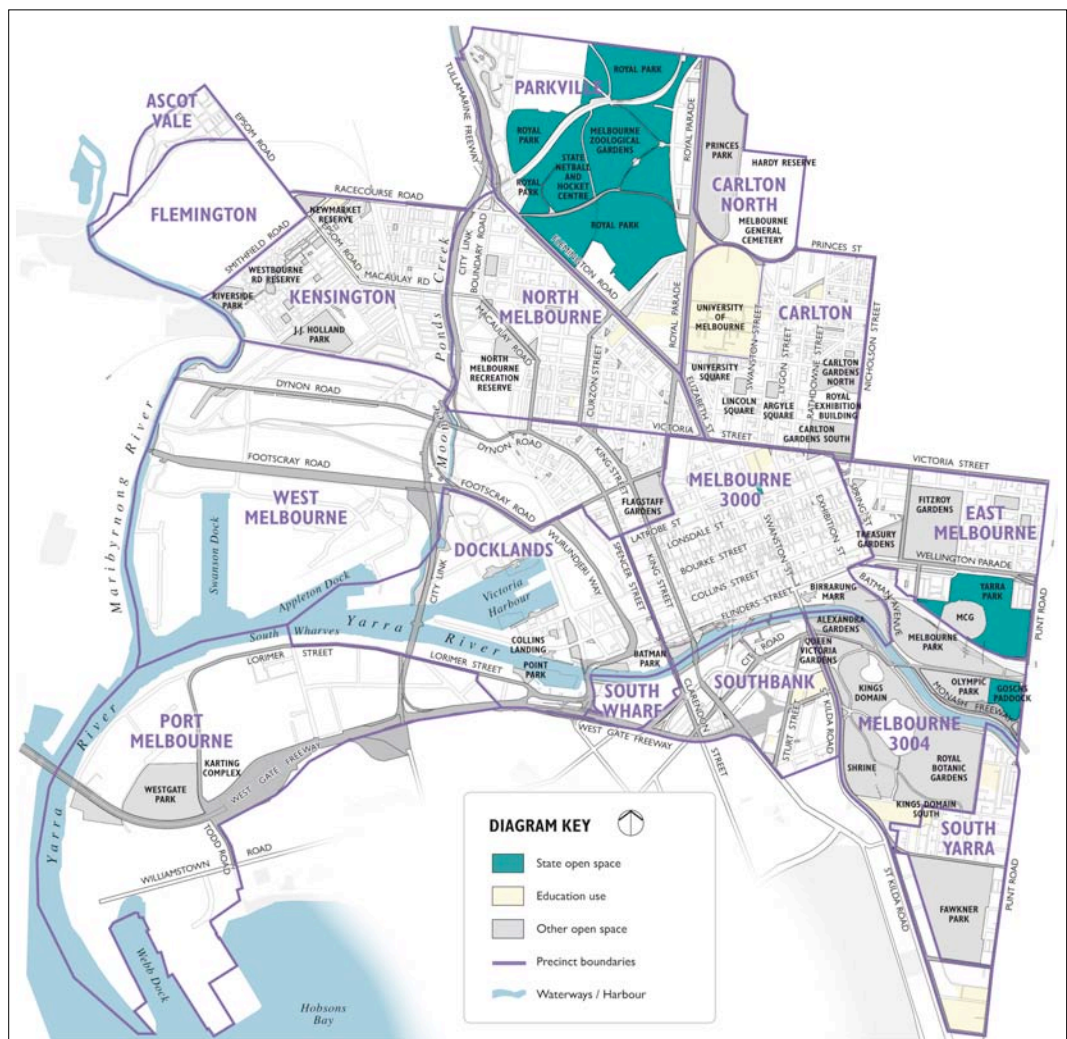 ROYAL PARK
TULLAMARINE FREEWAY
PARKVILLE
ASCOT
VALE
EPSOM ROAD
ROYAL
PARK
MELBOURNE
ZOOLOGICAL
GARDENS
ROYAL PARADE
PRINCES
PARK
HARDY RESERVE
STATE
NETBALL
AND
HOCKET
CENTRE
ROYAL
PARK
CARLTON
NORTH
RACECOURSE ROAD
FLEMINGTON
NEWMARKET
RESERVE
ROYAL PARK
MELBOURNE
GENERAL
CEMETERY
SMITHFIELD ROAD
EPSOM ROAD
CITY LINK
BOUNDARY ROAD
FLEMINGTON ROAD
PRINCES ST
WESTBOURNE
RD RESERVE
MACAULAY RD
Moonee Ponds Creek
RIVERSIDE
PARK
KENSINGTON
NORTH
MELBOURNE
MACAULAY ROAD
ROYAL PARADE
UNIVERSITY
OF
MELBOURNE
CARLTON
SWANSTON STREET
LYGON STREET
RATHDOWNE STREET
NICHOLSON STREET
J.J. HOLLAND
PARK
NORTH
MELBOURNE
RECREATION
RESERVE
CURZON STREET
UNIVERSITY
SQUARE
CARLTON
GARDENS
NORTH
ELIZABETH ST
LINCOLN
SQUARE
ARGYLE
SQUARE
ROYAL
EXHIBITION
BUILDING
DYNON ROAD
VICTORIA STREET
CARLTON
GARDENS SOUTH
Maribyrnong River
DYNON ROAD
KING STREET
FOOTSCRAY ROAD
MELBOURNE
3000
VICTORIA STREET
WEST
MELBOURNE
FOOTSCRAY ROAD
FLAGSTAFF
GARDENS
EXHIBITION ST
SPRING ST
FITZROY
GARDENS
EAST
MELBOURNE
Swanson Dock
LATROBE ST
LONSDALE ST
SWANSTON ST
TREASURY
GARDENS
DOCKLANDS
WURUNDJERI WAY
BOURKE STREET
WELLINGTON PARADE
CITY LINK
SPENCER STREET
KING STREET
COLLINS STREET
FLINDERS STREET
Appleton Dock
Victoria
Harbour
BIRRARUNG
MARR
BATMAN AVENUE
YARRA
PARK
MCG
PUNT ROAD
South Wharves
Yarra River
COLLINS
LANDING
ALEXANDRA
GARDENS
MELBOURNE
PARK
LORIMER STREET
LORIMER STREET
POINT
PARK
BATMAN
PARK
CITY ROAD
QUEEN
VICTORIA
GARDENS
OLYMPIC
PARK
GOSCHS
PADDOCK
SOUTH
WHARF
CLARENDON STREET
SOUTHBANK
KINGS
DOMAIN
MONASH FREEWAY
PORT
MELBOURNE
WEST GATE FREEWAY
STURT STREET
ST KILDA ROAD
MELBOURNE
3004
KARTING
COMPLEX
WEST GATE FREEWAY
SHRINE
ROYAL
BOTANIC
GARDENS
WESTGATE
PARK
Yarra River
TODD ROAD
KINGS DOMAIN
SOUTH
SOUTH
YARRA
WILLIAMSTOWN ROAD
ST KILDA ROAD
PUNT ROAD
FAWKNER
PARK
Webb Dock
Hobsons
Bay
DIAGRAM KEY
State open space
Education use
Other open space
Precinct boundaries
Waterways / Harbour